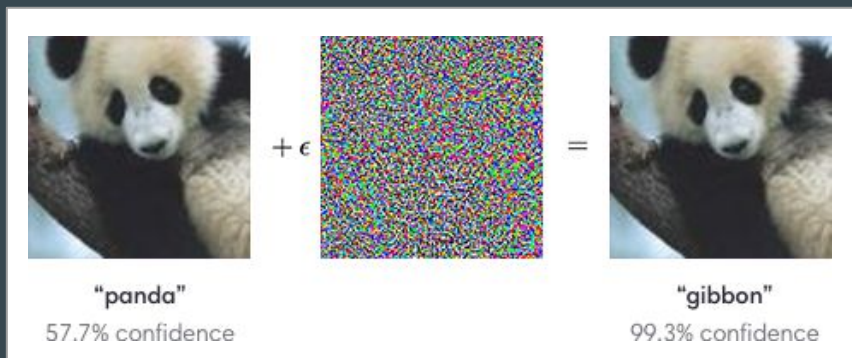 + ϵ =
“panda” “gibbon”
57.7% confidence 99.3% confidence